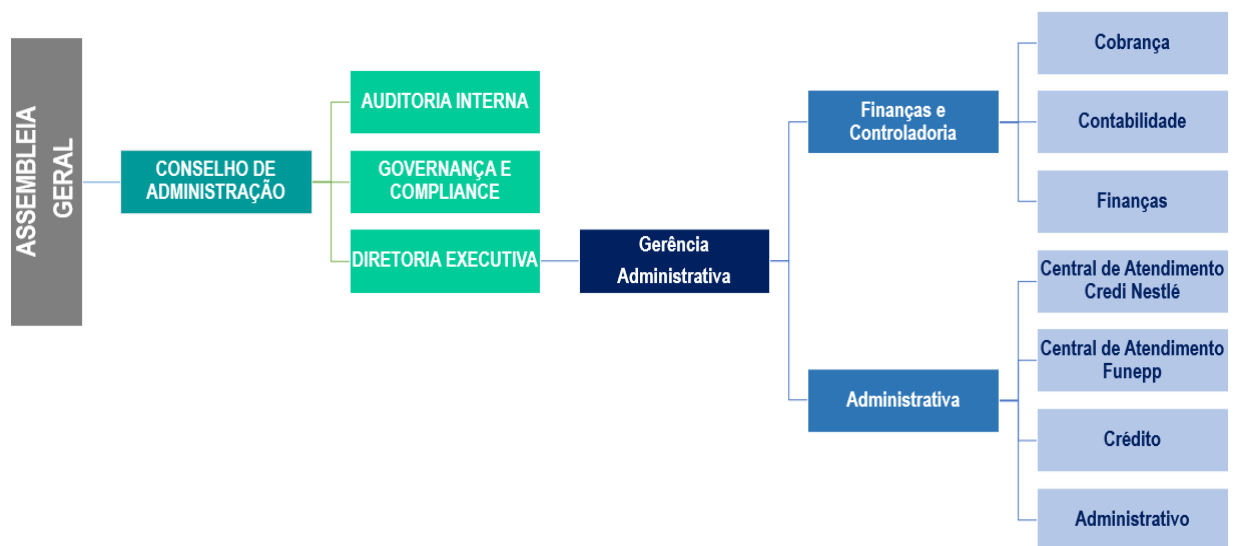 ASSEMBLEIA
GERAL
CONSELHO DE
ADMINISTRAÇÃO
AUDITORIA INTERNA
GOVERNANÇA E
COMPLIANCE
DIRETORIA EXECUTIVA
Gerência
Administrativa
Finanças e
Controladoria
Cobrança
Contabilidade
Finanças
Administrativa
Central de Atendimento
Credi Nestlé
Central de Atendimento
Funepp
Crédito
Administrativo